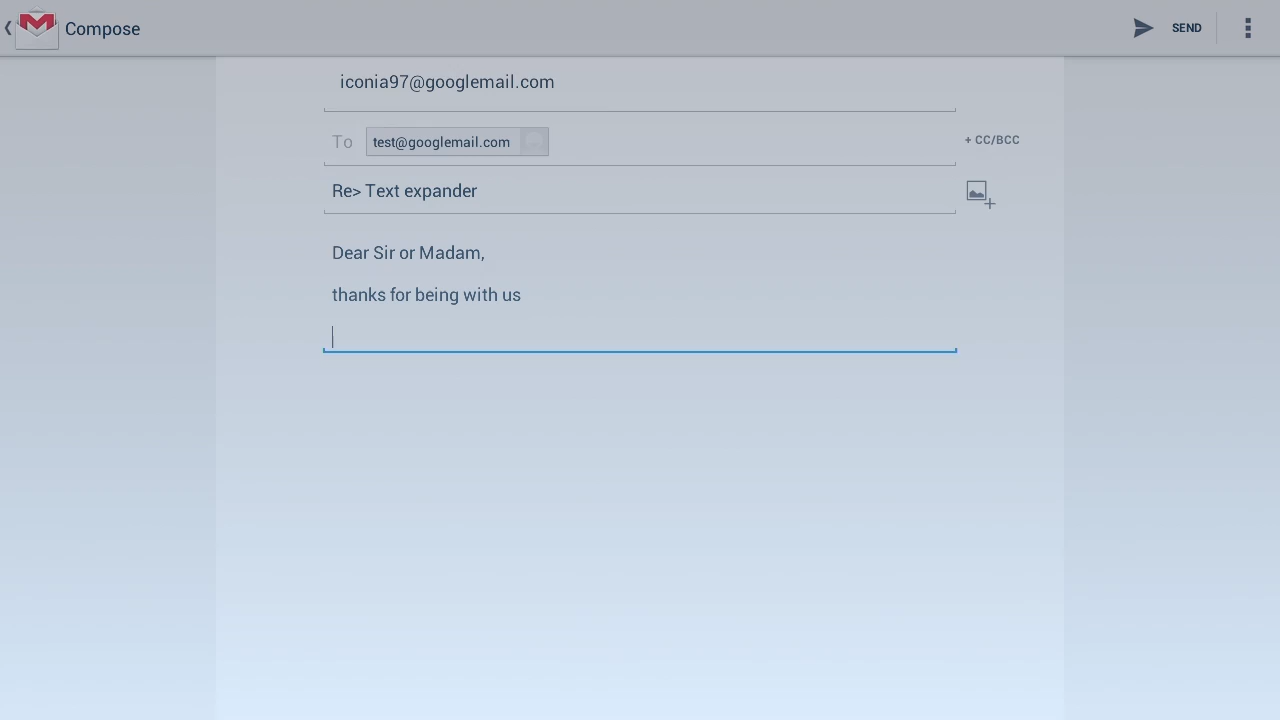 Compose
SEND
iconia97@googlemail.com
To test@googlemail.com
+ CC/BCC
Re> Text expander
Dear Sir or Madam,
thanks for being with us